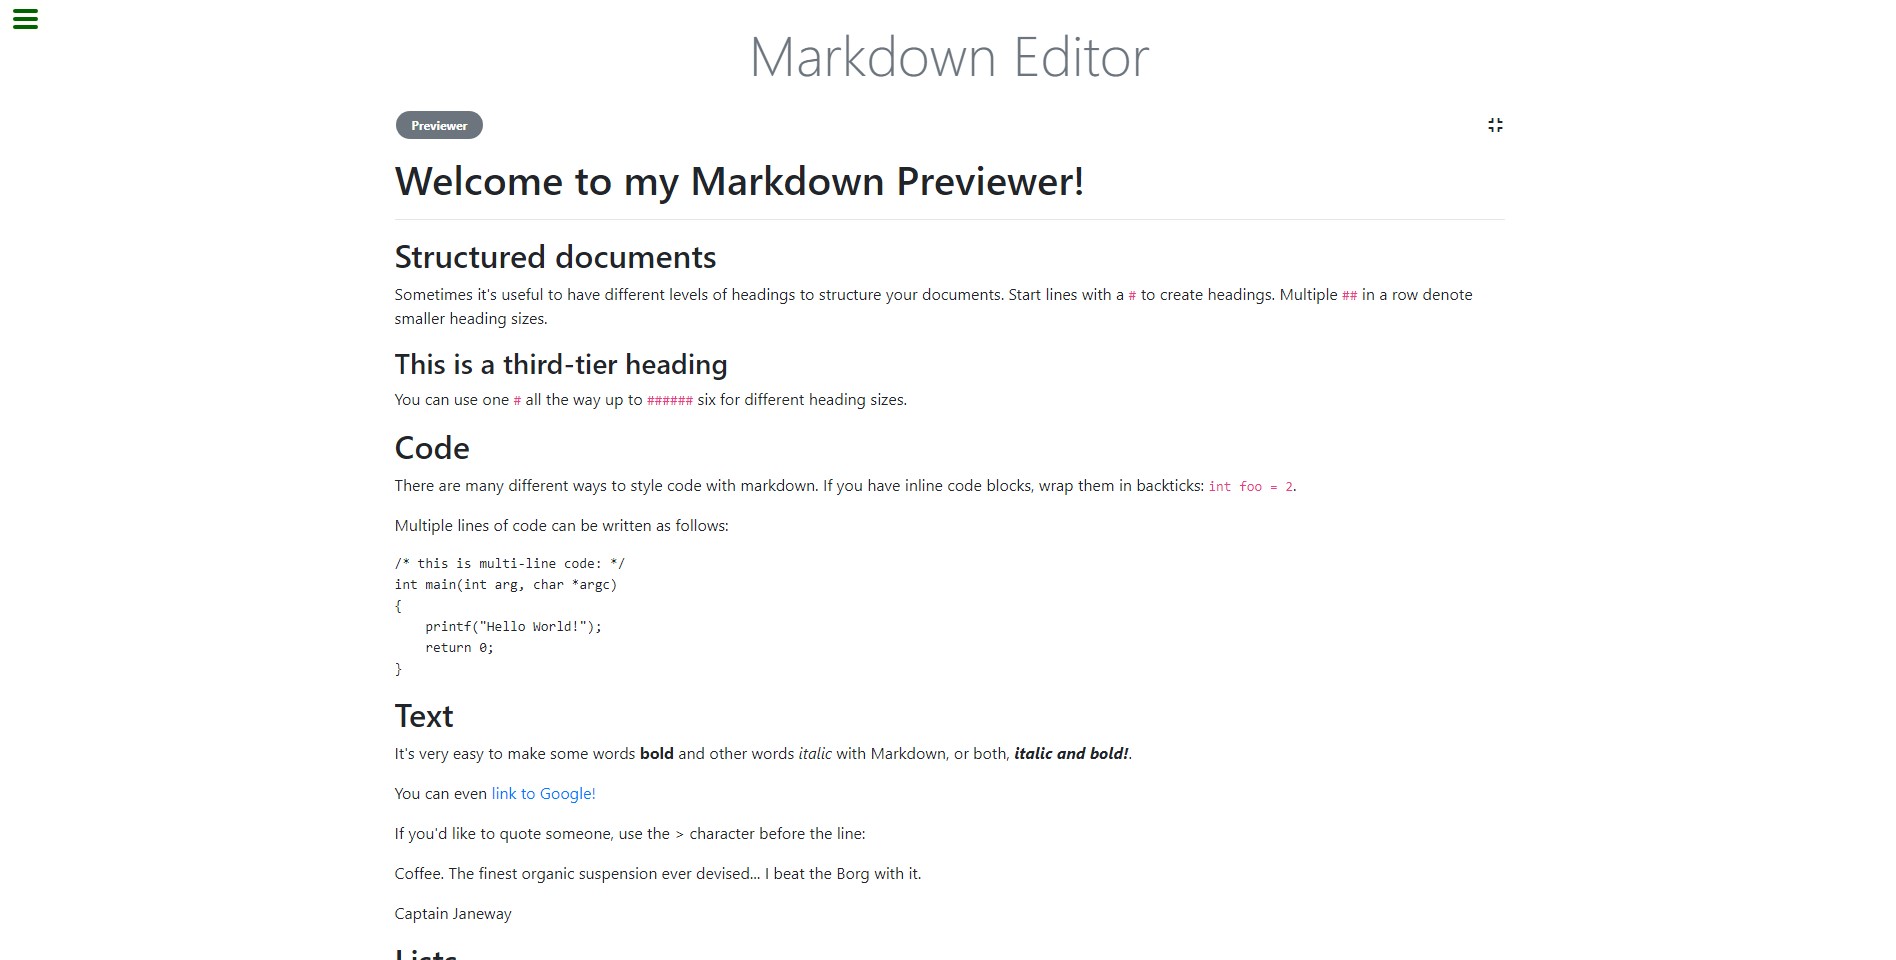 Markdown Editor
Previewer
Welcome to my Markdown Previewer!
Structured documents
Sometimes it's useful to have different levels of headings to structure your documents. Start lines with a # to create headings. Multiple ## in a row denote
smaller heading sizes.
This is a third-tier heading
You can use one # all the way up to ###### six for different heading sizes.
Code
There are many different ways to style code with markdown. If you have inline code blocks, wrap them in backticks: int foo = 2.
Multiple lines of code can be written as follows:
/* this is multi-line code: */
int main(int arg, char *argc)
{
    printf("Hello World!");
    return 0;
}
Text
It's very easy to make some words bold and other words italic with Markdown, or both, italic and bold!.
You can even link to Google!
If you'd like to quote someone, use the > character before the line:
Coffee. The finest organic suspension ever devised... I beat the Borg with it.
Captain Janeway
Lists